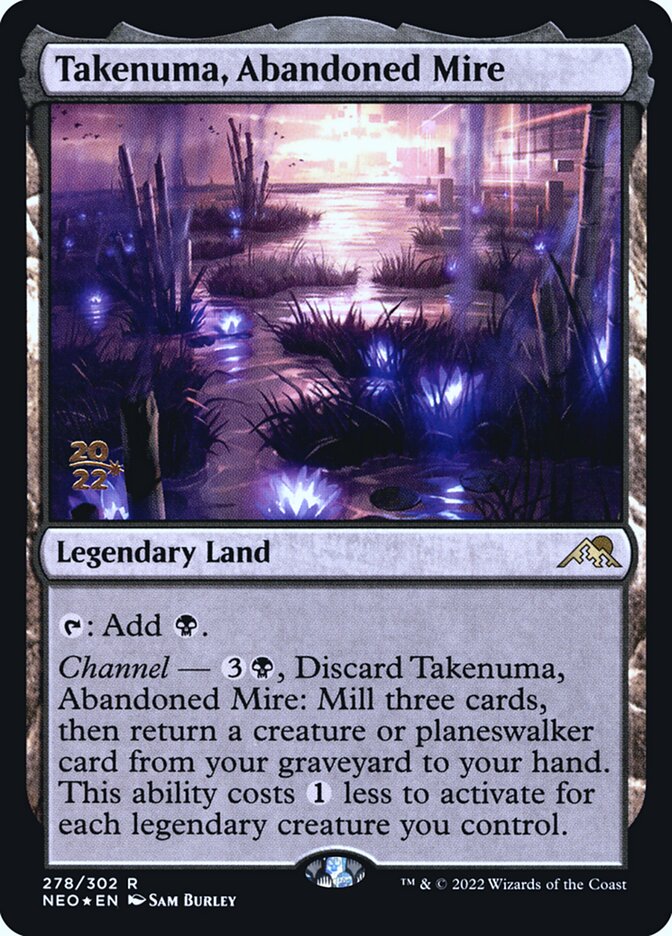 Takenuma, Abandoned Mire
20
22
Legendary Land
: Add .
Channel — 3, Discard Takenuma,
Abandoned Mire: Mill three cards,
then return a creature or planeswalker
card from your graveyard to your hand.
This ability costs 1 less to activate for
each legendary creature you control.
278/302 R
NEO★EN Sam Burley
™ & © 2022 Wizards of the Coast